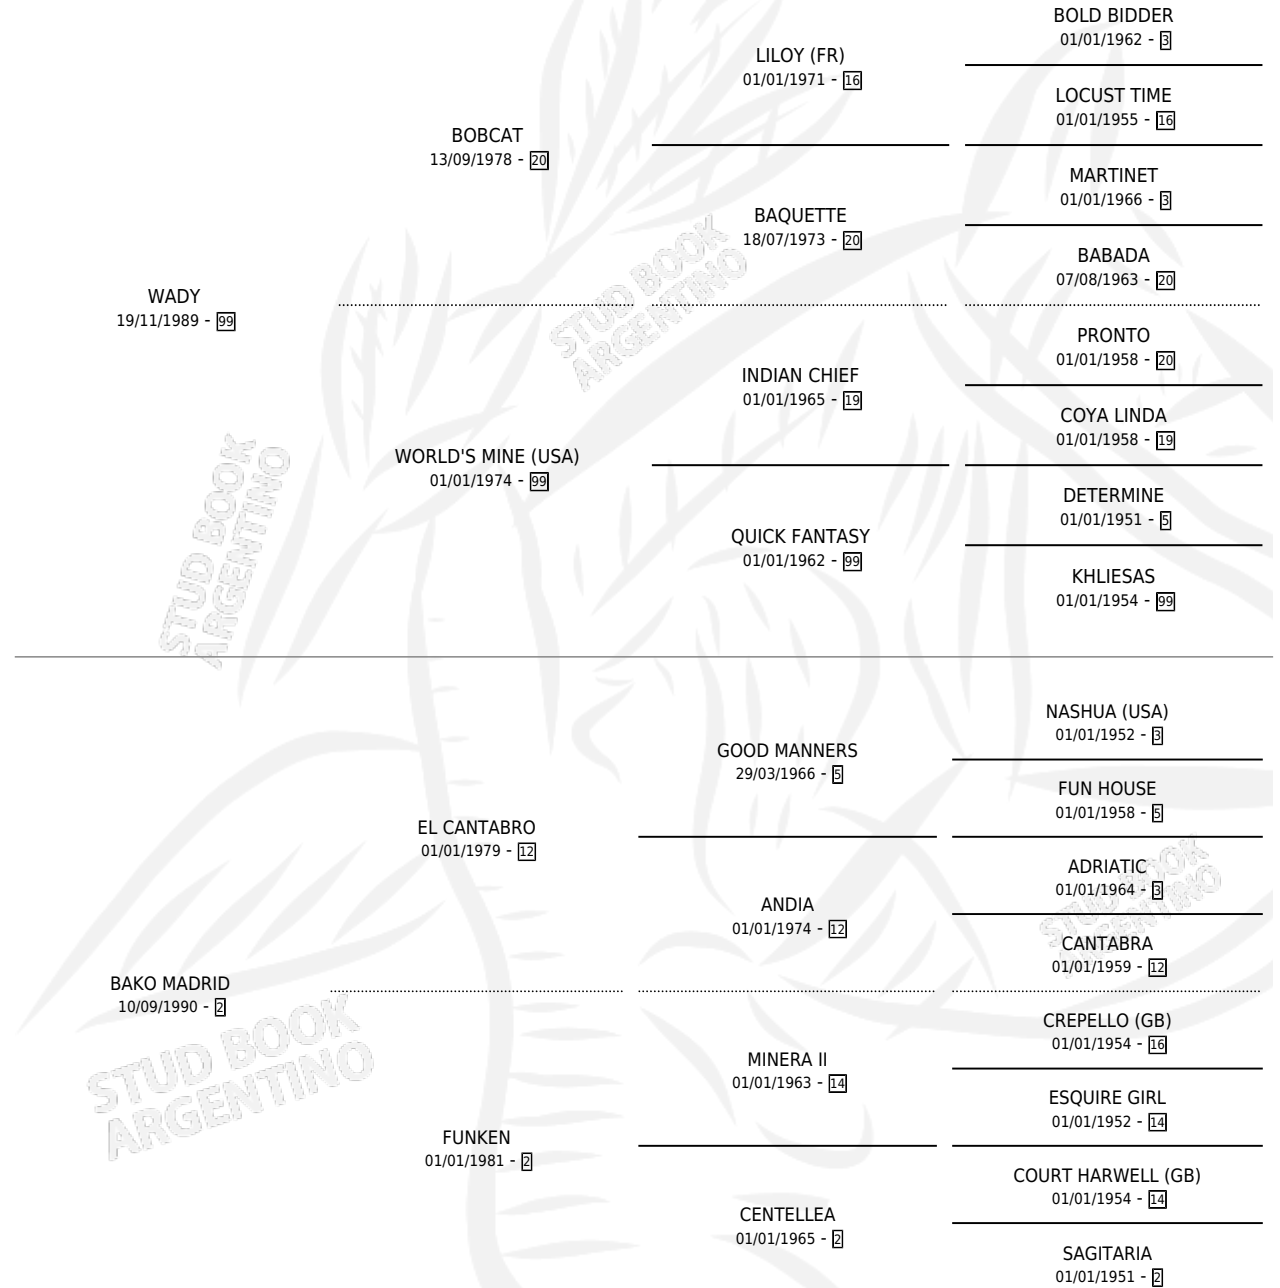 BOLD BIDDER
01/01/1962 - 3
LILOY (FR)
01/01/1971 - 16
LOCUST TIME
01/01/1955 - 16
BOBCAT
13/09/1978 - 20
MARTINET
01/01/1966 - 3
BAQUETTE
18/07/1973 - 20
BABADA
07/08/1963 - 20
WADY
19/11/1989 - 99
PRONTO
01/01/1958 - 20
INDIAN CHIEF
01/01/1965 - 19
COYA LINDA
01/01/1958 - 19
WORLD'S MINE (USA)
01/01/1974 - 99
DETERMINE
01/01/1951 - 5
QUICK FANTASY
01/01/1962 - 99
KHLIESAS
01/01/1954 - 99
NASHUA (USA)
01/01/1952 - 3
GOOD MANNERS
29/03/1966 - 5
FUN HOUSE
01/01/1958 - 5
EL CANTABRO
01/01/1979 - 12
ADRIATIC
01/01/1964 - 3
ANDIA
01/01/1974 - 12
CANTABRA
01/01/1959 - 12
BAKO MADRID
10/09/1990 - 2
CREPELLO (GB)
01/01/1954 - 16
MINERA II
01/01/1963 - 14
ESQUIRE GIRL
01/01/1952 - 14
FUNKEN
01/01/1981 - 2
COURT HARWELL (GB)
01/01/1954 - 14
CENTELLEA
01/01/1965 - 2
SAGITARIA
01/01/1951 - 2
STUD BOOK
ARGENTINO
STUD BOOK
ARGENTINO
STUD BOOK
ARGENTINO
STUD BOOK
ARGENTINO